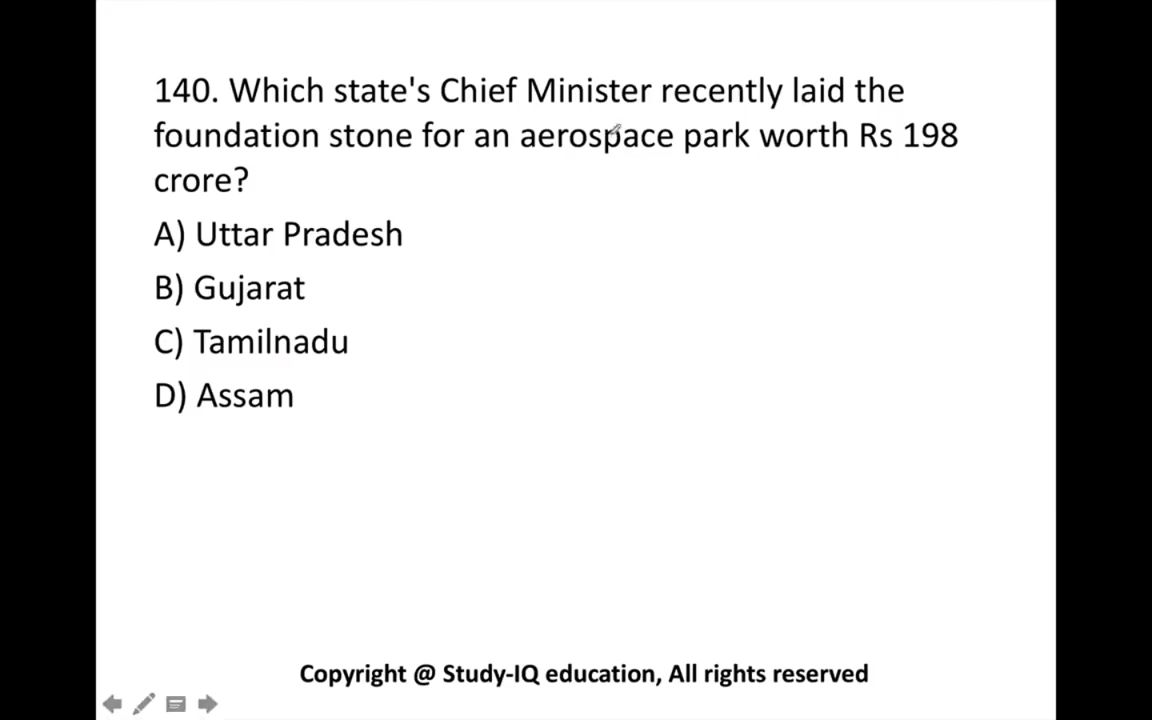 140. Which state's Chief Minister recently laid the
foundation stone for an aerospace park worth Rs 198
crore?
A) Uttar Pradesh
B) Gujarat
C) Tamilnadu
D) Assam
Copyright @ Study-IQ education, All rights reserved